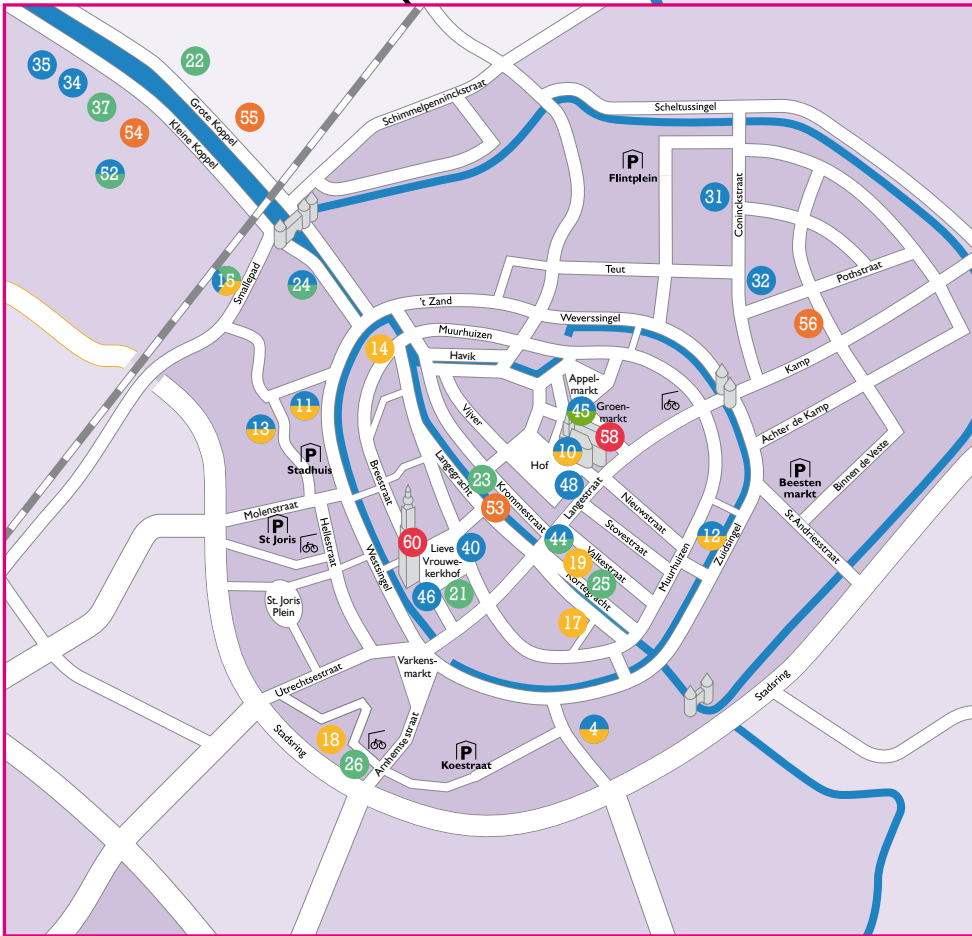 35
34
37
54
52
22
55
Grote Koppel
Kleine Koppel
Schimmelpenninckstraat
Scheltussingel
P
Flintplein
31
Coninckstraat
15
Smallepad
24
Teut
32
Pothstraat
56
't Zand
Weverssingel
Muurhuizen
14
Havik
Kamp
Appel-
markt
Groen-
markt
45
58
11
13
P
Stadhuis
Vijver
10
Hof
48
Achter de Kamp
P
Beesten
markt
Binnen de Veste
Breestraat
Langegracht
23
Krommestraat
53
Langestraat
Nieuwstraat
Stovestraat
St. Andriesstraat
Molenstraat
P
St Joris
Hellestraat
60
Lieve
Vrouwe-
kerkhof
40
44
Valkestraat
19
25
Kortegracht
Muurhuizen
12
Zuidsingel
Westsingel
46
21
17
St. Joris
Plein
Utrechtsestraat
Varkens-
markt
Stadsring
Stadsring
18
26
Arnhemse straat
P
Koestraat
4